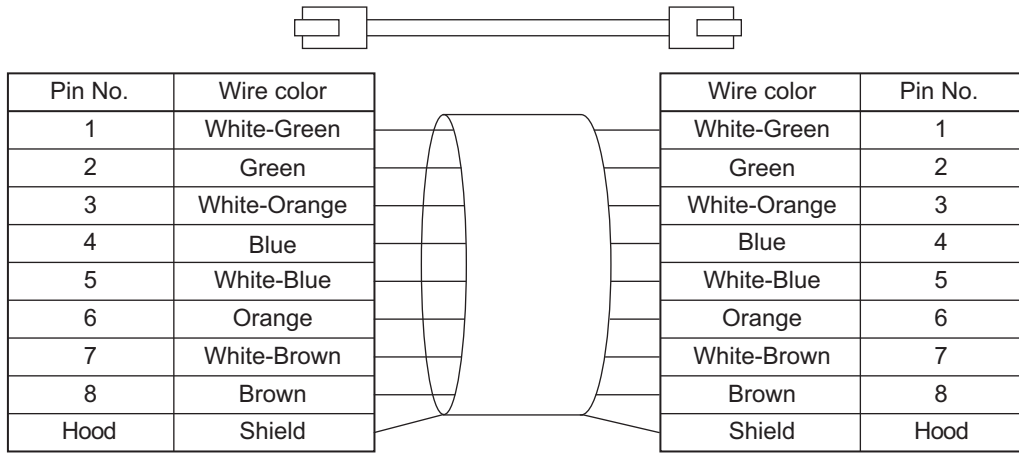 Pin No. Wire color Wire color Pin No.
1 White-Green White-Green 1
2 Green Green 2
3 White-Orange White-Orange 3
4 Blue Blue 4
5 White-Blue White-Blue 5
6 Orange Orange 6
7 White-Brown White-Brown 7
8 Brown Brown 8
Hood Shield Shield Hood